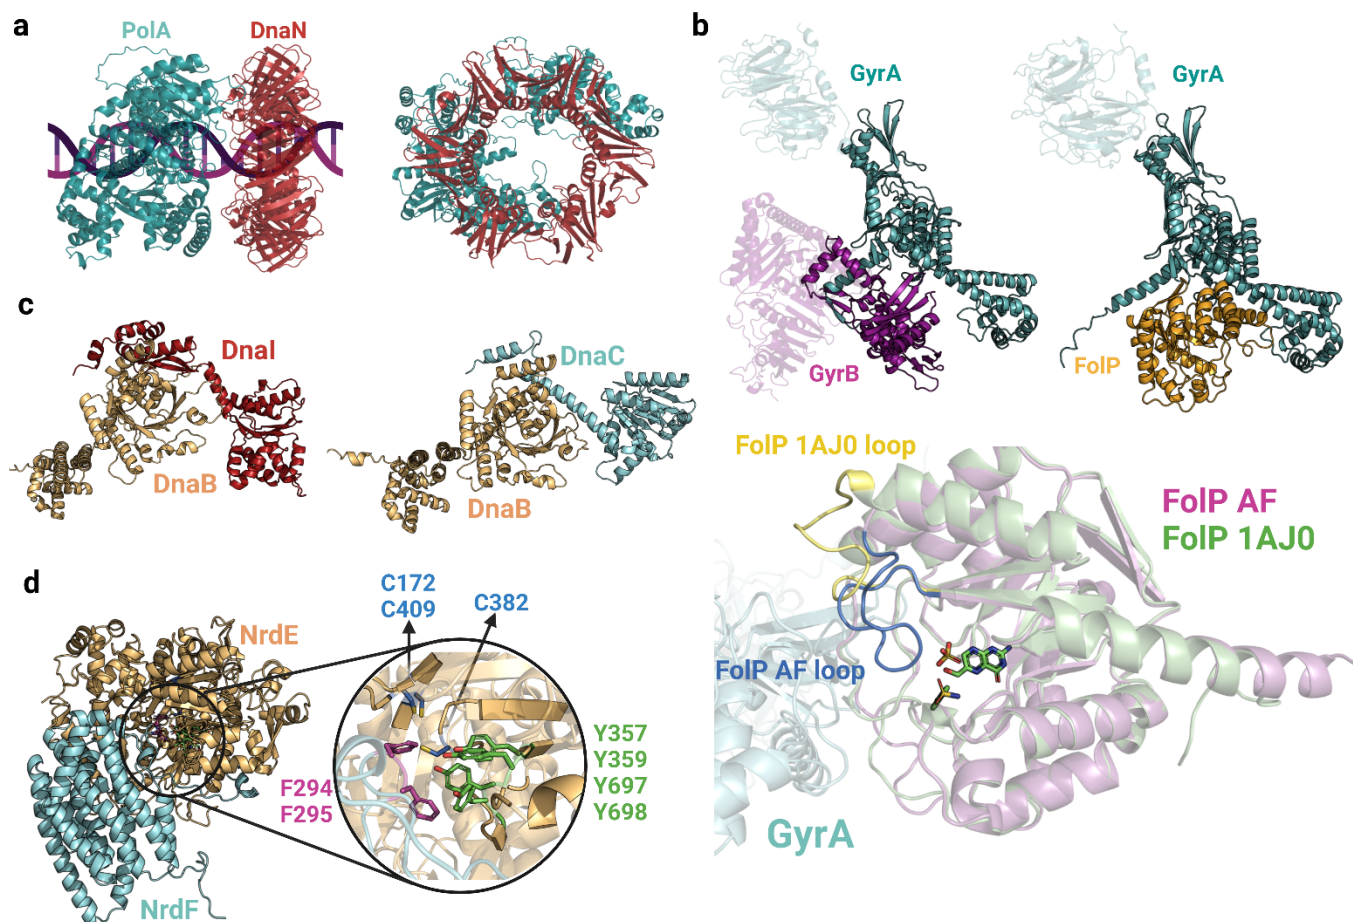 a
PolA
DnaN
b
GyrA
GyrA
GyrB
FolP
c
DnaI
DnaB
DnaC
DnaB
FolP 1AJ0 loop
FolP AF
FolP 1AJ0
FolP AF loop
GyrA
d
NrdE
NrdF
C172
C409
C382
F294
F295
Y357
Y359
Y697
Y698